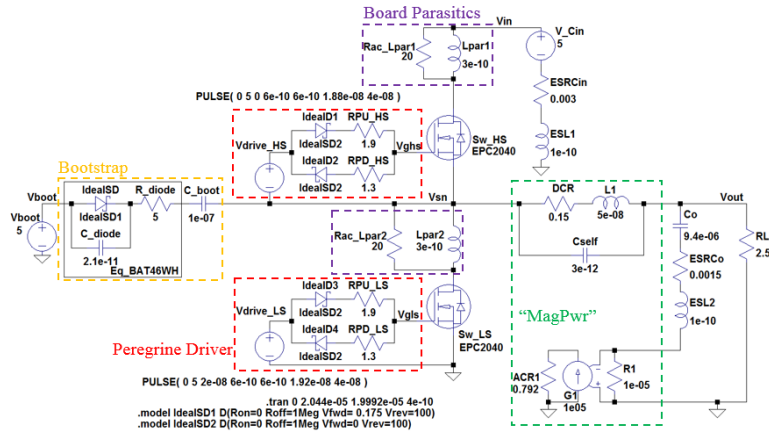 Board Parasitics
Vin
V_Cin
5
Rac_Lpar1
20
Lpar1
3e-10
ESRCin
0.003
ESL1
1e-10
PULSE( 0 5 0 6e-10 6e-10 1.88e-08 4e-08 )
IdealD1
RPU_HS
IdealSD2
1.9
Vdrive_HS
IdealD2
RPD_HS
IdealSD2
1.3
Vghs
Sw_HS
EPC2040
Bootstrap
Vboot
IdealSD
R_diode
C_boot
IdealSD1
5
1e-07
Vboot
5
C_diode
2.1e-11
Eq_BAT46WH
Vsn
DCR
L1
0.15
5e-08
Cself
3e-12
Vout
Co
9.4e-06
RL
2.5
ESRCo
0.0015
ESL2
1e-10
Rac_Lpar2
20
Lpar2
3e-10
IdealD3
RPU_LS
IdealSD2
1.9
Vdrive_LS
IdealD4
RPD_LS
IdealSD2
1.3
Vgls
Sw_LS
EPC2040
Peregrine Driver
“MagPwr”
ACR1
0.792
G1
1e05
R1
1e-05
PULSE( 0 5 2e-08 6e-10 6e-10 1.92e-08 4e-08 )
.tran 0 2.044e-05 1.9992e-05 4e-10
.model IdealSD1 D(Ron=0 Roff=1Meg Vfwd= 0.175 Vrev=100)
.model IdealSD2 D(Ron=0 Roff=1Meg Vfwd=0 Vrev=100)